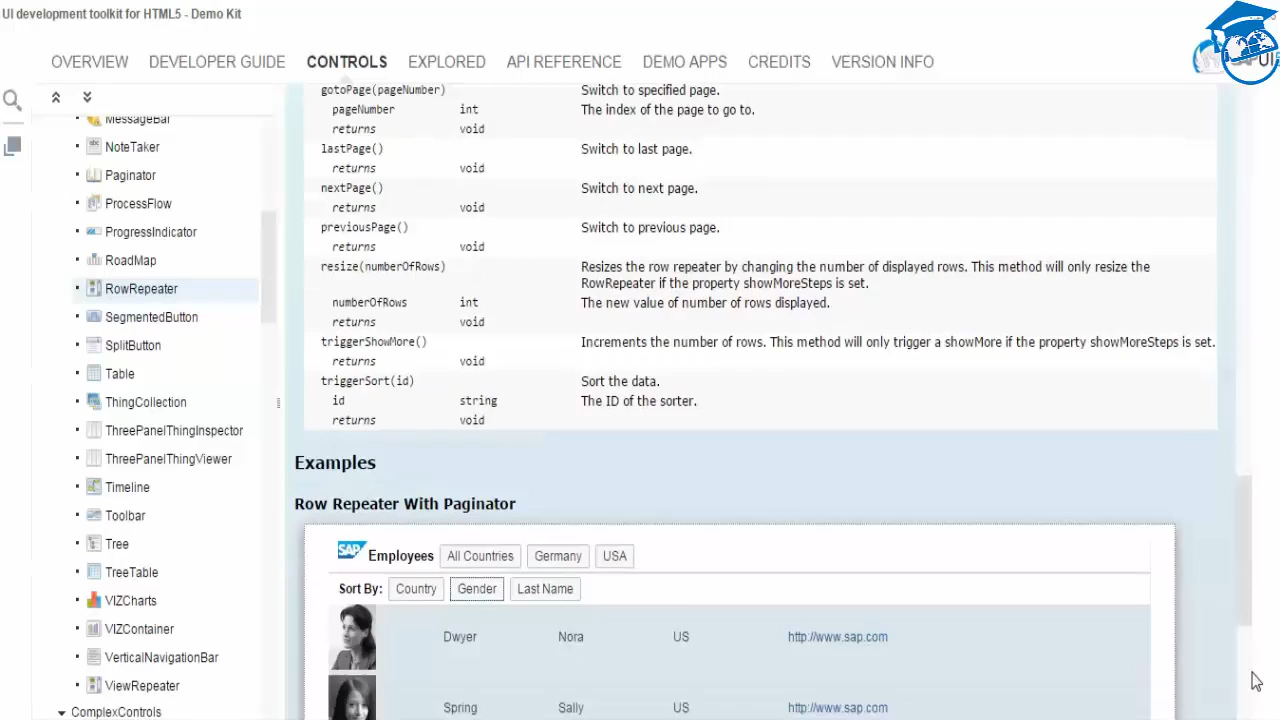 UI development toolkit for HTML5 - Demo Kit
OVERVIEW DEVELOPER GUIDE CONTROLS EXPLORED API REFERENCE DEMO APPS CREDITS VERSION INFO
MessageBar
NoteTaker
Paginator
ProcessFlow
ProgressIndicator
RoadMap
RowRepeater
SegmentedButton
SplitButton
Table
ThingCollection
ThreePanelThingInspector
ThreePanelThingViewer
Timeline
Toolbar
Tree
TreeTable
VIZCharts
VIZContainer
VerticalNavigationBar
ViewRepeater
ComplexControls
gotoPage(pageNumber) Switch to specified page.
pageNumber int The index of the page to go to.
returns void
lastPage() Switch to last page.
returns void
nextPage() Switch to next page.
returns void
previousPage() Switch to previous page.
returns void
resize(numberOfRows) Resizes the row repeater by changing the number of displayed rows. This method will only resize the
RowRepeater if the property showMoreSteps is set.
numberOfRows int The new value of number of rows displayed.
returns void
triggerShowMore() Increments the number of rows. This method will only trigger a showMore if the property showMoreSteps is set.
returns void
triggerSort(id) Sort the data.
id string The ID of the sorter.
returns void
Examples
Row Repeater With Paginator
SAP Employees All Countries Germany USA
Sort By: Country Gender Last Name
Dwyer Nora US http://www.sap.com
Spring Sally US http://www.sap.com